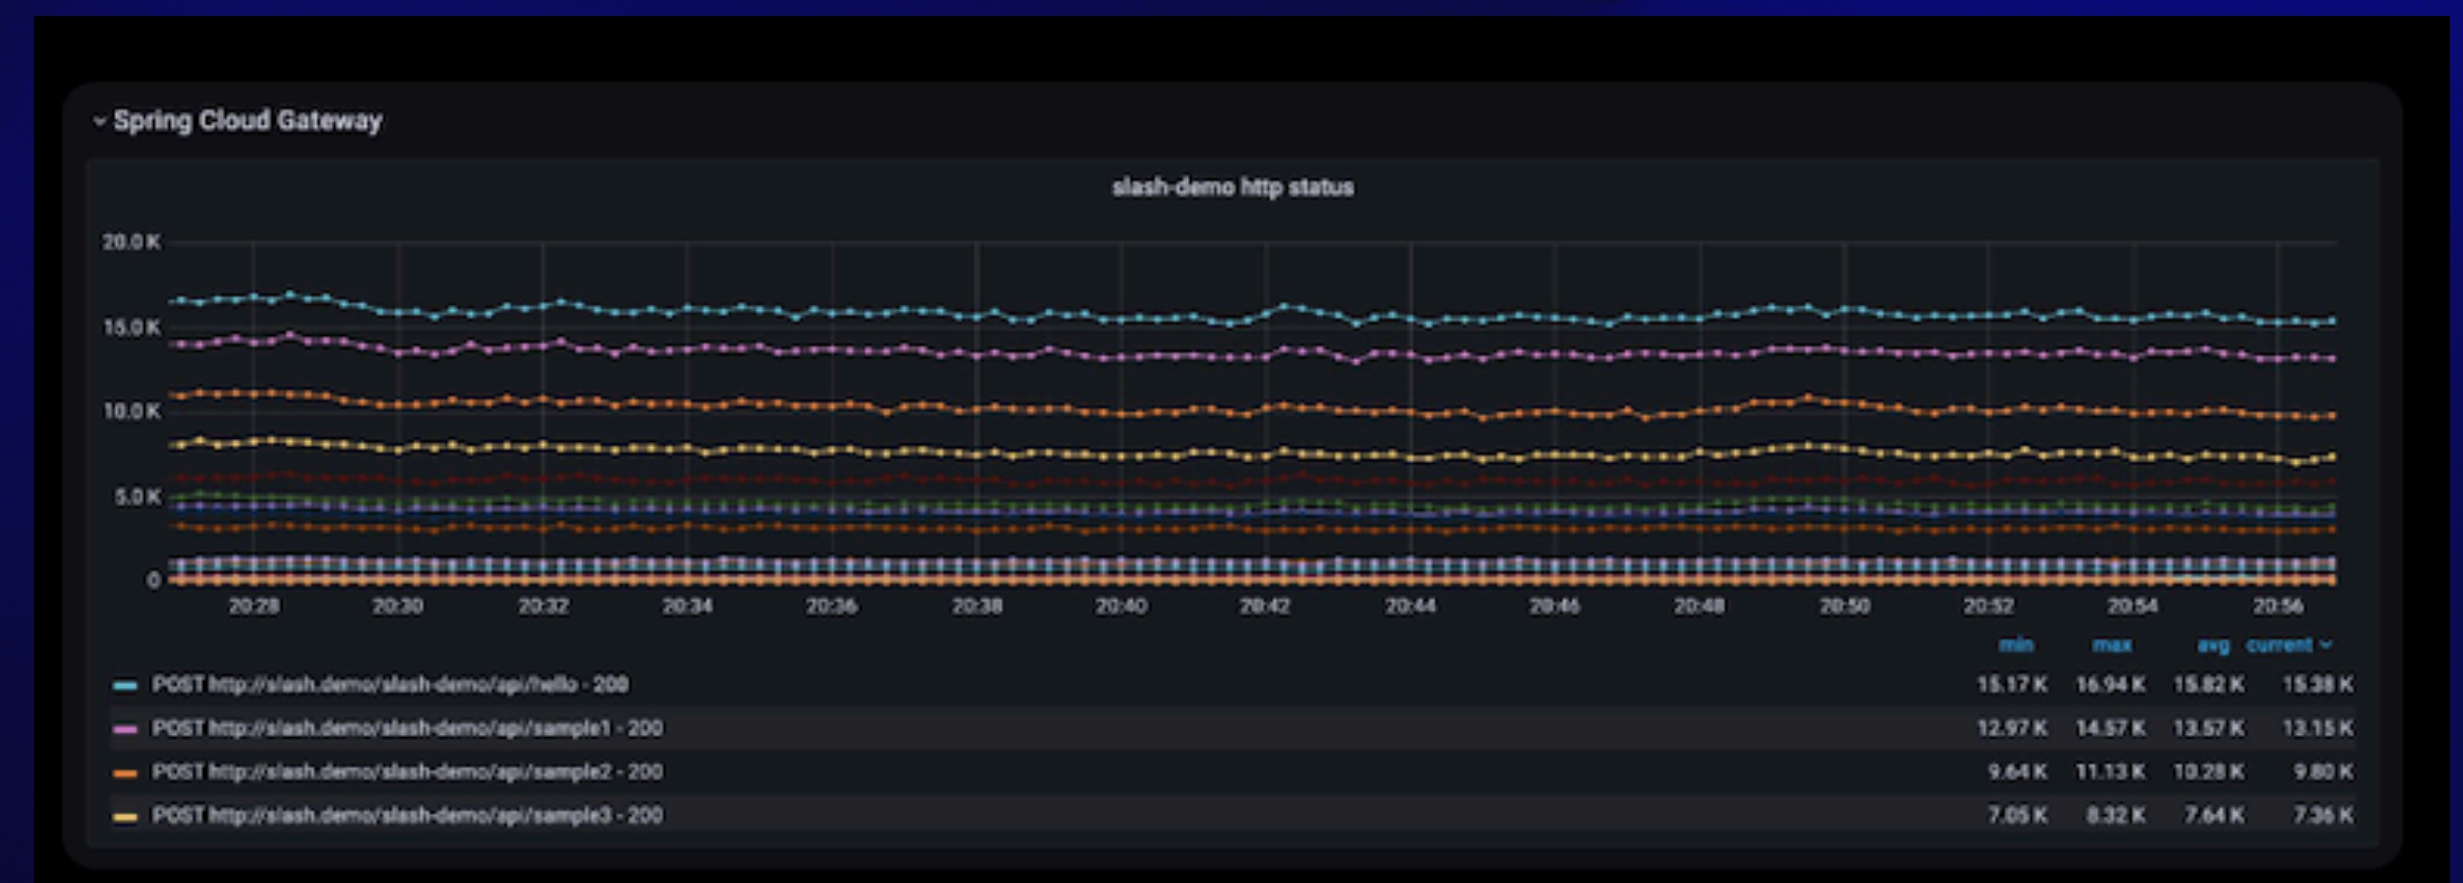 Spring Cloud Gateway
slash-demo http status
20.0 K
15.0 K
10.0 K
5.0 K
0
20:28 20:30 20:32 20:34 20:36 20:38 20:40 20:42 20:44 20:46 20:48 20:50 20:52 20:54 20:56
min max avg current
POST http://slash.demo/slash-demo/api/hello - 200 15.17 K 16.94 K 15.82 K 15.38 K
POST http://slash.demo/slash-demo/api/sample1 - 200 12.97 K 14.57 K 13.57 K 13.15 K
POST http://slash.demo/slash-demo/api/sample2 - 200 9.64 K 11.13 K 10.28 K 9.80 K
POST http://slash.demo/slash-demo/api/sample3 - 200 7.05 K 8.32 K 7.64 K 7.36 K